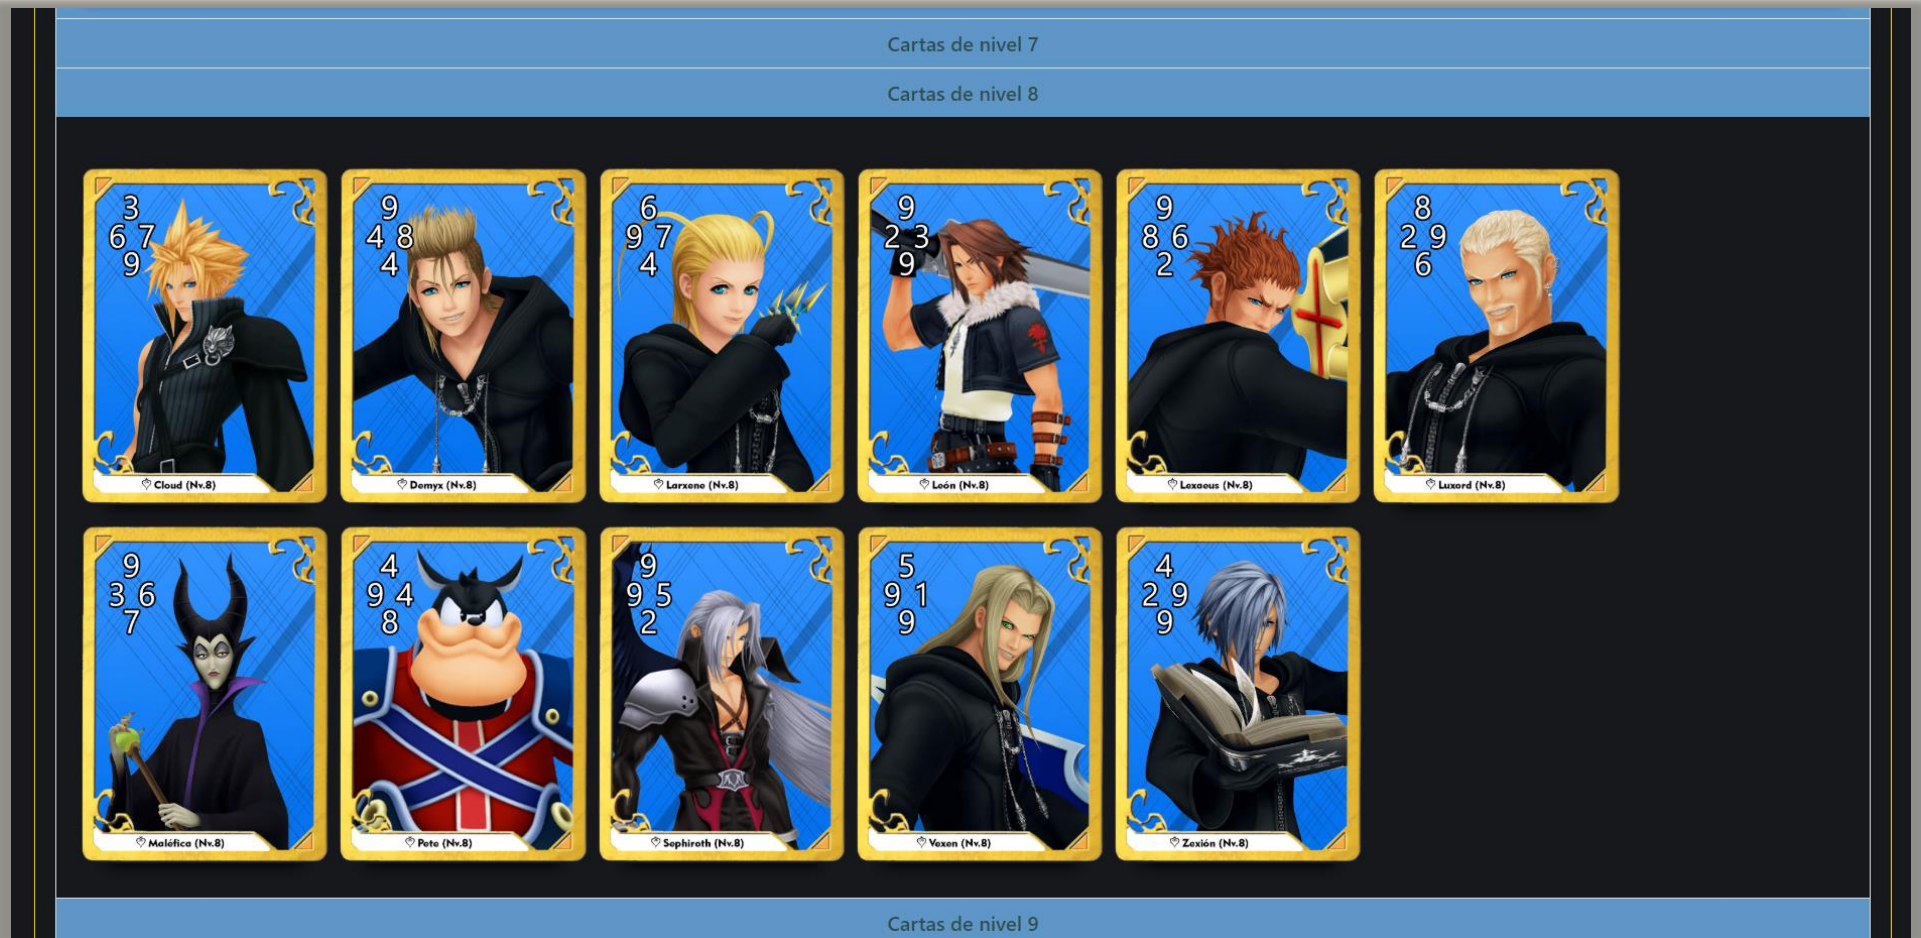 Cartas de nivel 7
Cartas de nivel 8
3
6 7
9
Cloud (Nv.8)
9
4 8
4
Demyx (Nv.8)
6
9 7
4
Larxene (Nv.8)
9
2 3
9
León (Nv.8)
9
8 6
2
Lexaeus (Nv.8)
8
2 9
6
Luxord (Nv.8)
9
3 6
7
Maléfica (Nv.8)
4
9 4
8
Pete (Nv.8)
9
9 5
2
Sephiroth (Nv.8)
5
9 1
9
Vexen (Nv.8)
4
2 9
9
Zexión (Nv.8)
Cartas de nivel 9